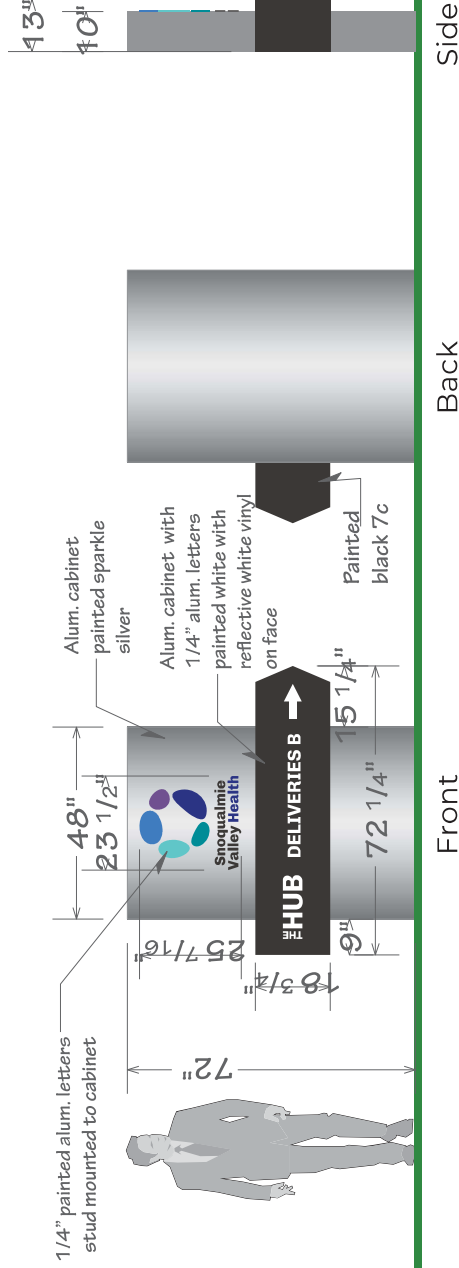 1/4” painted alum. letters
stud mounted to cabinet
72"
25 7/16"
18 3/4"
9"
48"
23 1/2"
Snoqualmie
Valley Health
THE HUB DELIVERIES B
72 1/4"
15 1/4"
Front
Alum. cabinet
painted sparkle
silver
Alum. cabinet with
1/4” alum. letters
painted white with
reflective white vinyl
on face
Painted
black 7c
Back
13"
10"
Side